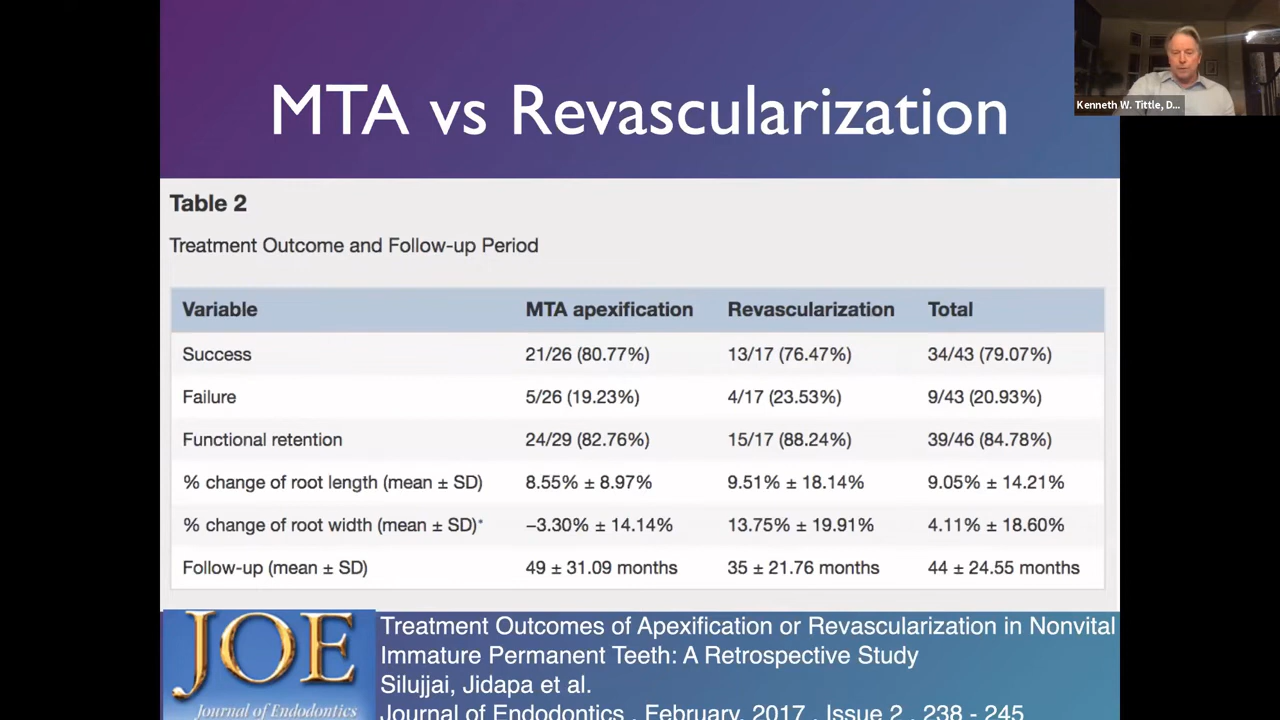 MTA vs Revascularization
Kenneth W. Tittle, D...
Table 2
Treatment Outcome and Follow-up Period
Variable MTA apexification Revascularization Total
Success 21/26 (80.77%) 13/17 (76.47%) 34/43 (79.07%)
Failure 5/26 (19.23%) 4/17 (23.53%) 9/43 (20.93%)
Functional retention 24/29 (82.76%) 15/17 (88.24%) 39/46 (84.78%)
% change of root length (mean ± SD) 8.55% ± 8.97% 9.51% ± 18.14% 9.05% ± 14.21%
% change of root width (mean ± SD)* −3.30% ± 14.14% 13.75% ± 19.91% 4.11% ± 18.60%
Follow-up (mean ± SD) 49 ± 31.09 months 35 ± 21.76 months 44 ± 24.55 months
JOE
Journal of Endodontics
Treatment Outcomes of Apexification or Revascularization in Nonvital
Immature Permanent Teeth: A Retrospective Study
Silujjai, Jidapa et al.
Journal of Endodontics , February, 2017 , Issue 2 , 238 - 245